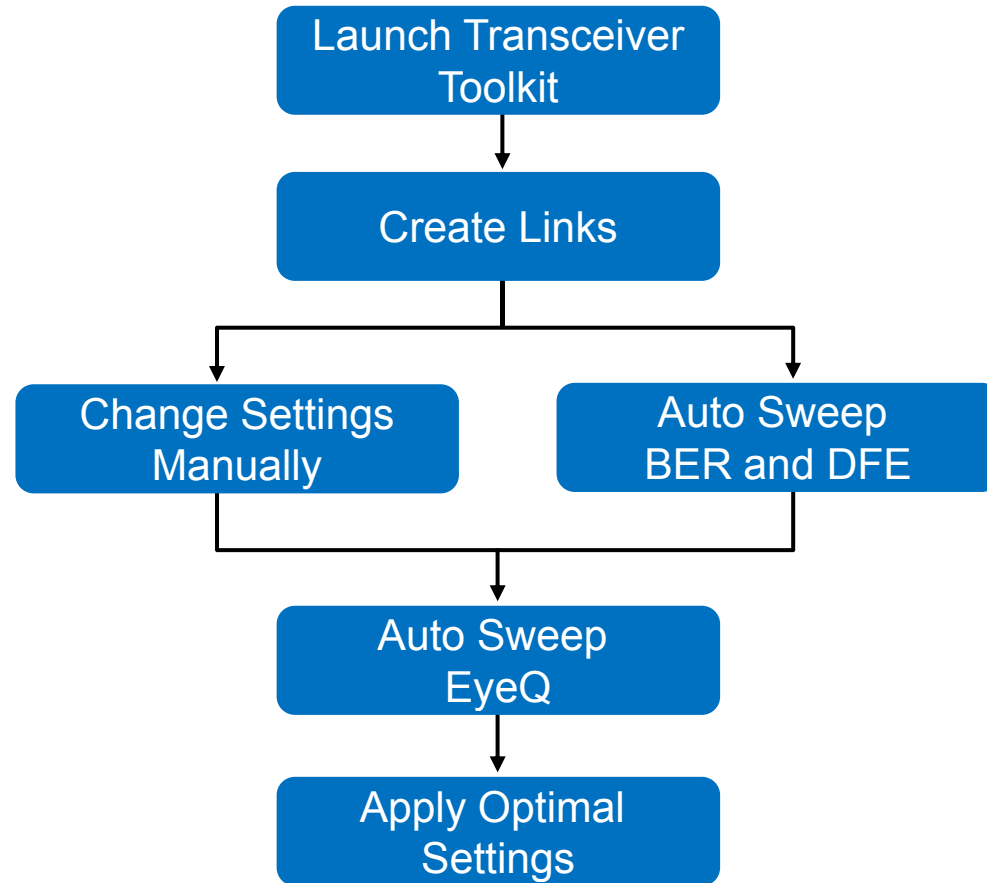 Launch Transceiver
Toolkit
Create Links
Change Settings
Manually
Auto Sweep
BER and DFE
Auto Sweep
EyeQ
Apply Optimal
Settings